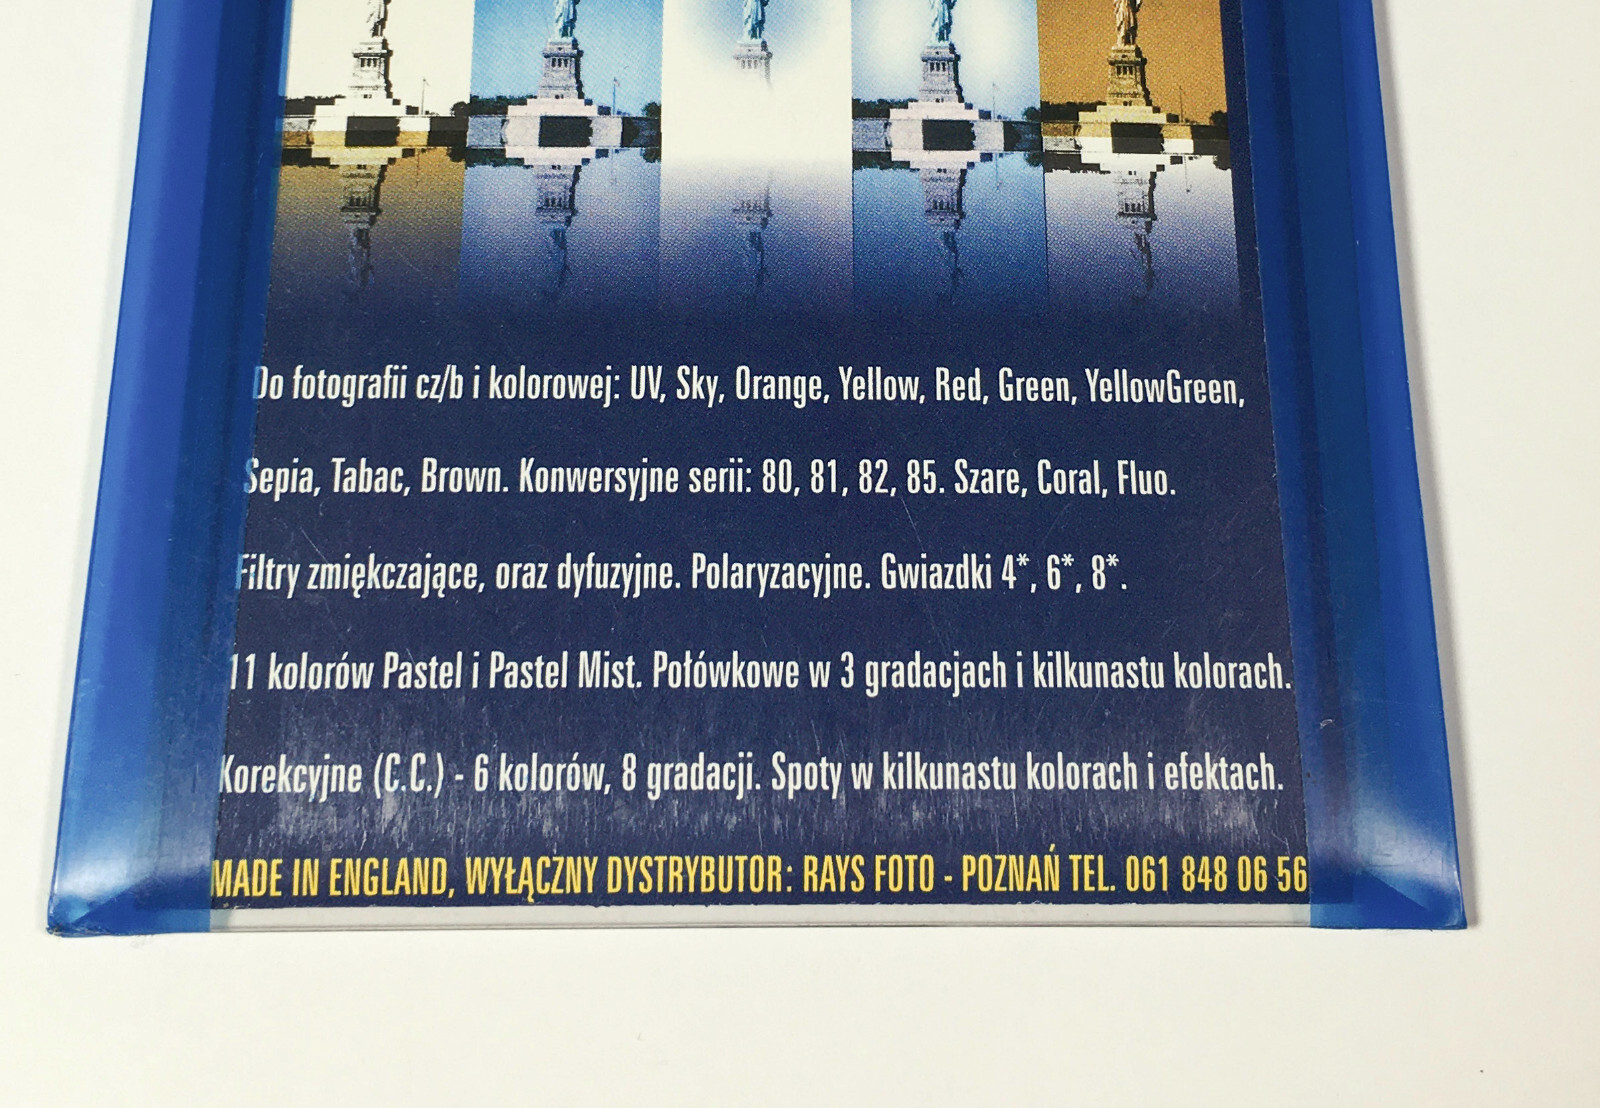 Do fotografii cz/b i kolorowej: UV, Sky, Orange, Yellow, Red, Green, YellowGreen,
Sepia, Tabac, Brown. Konwersyjne serii: 80, 81, 82, 85. Szare, Coral, Fluo.
Filtry zmiękczające, oraz dyfuzyjne. Polaryzacyjne. Gwiazdki 4*, 6*, 8*.
11 kolorów Pastel i Pastel Mist. Połówkowe w 3 gradacjach i kilkunastu kolorach.
Korekcyjne (C.C.) - 6 kolorów, 8 gradacji. Spoty w kilkunastu kolorach i efektach.
MADE IN ENGLAND, WYŁĄCZNY DYSTRYBUTOR: RAYS FOTO - POZNAŃ TEL. 061 848 06 56